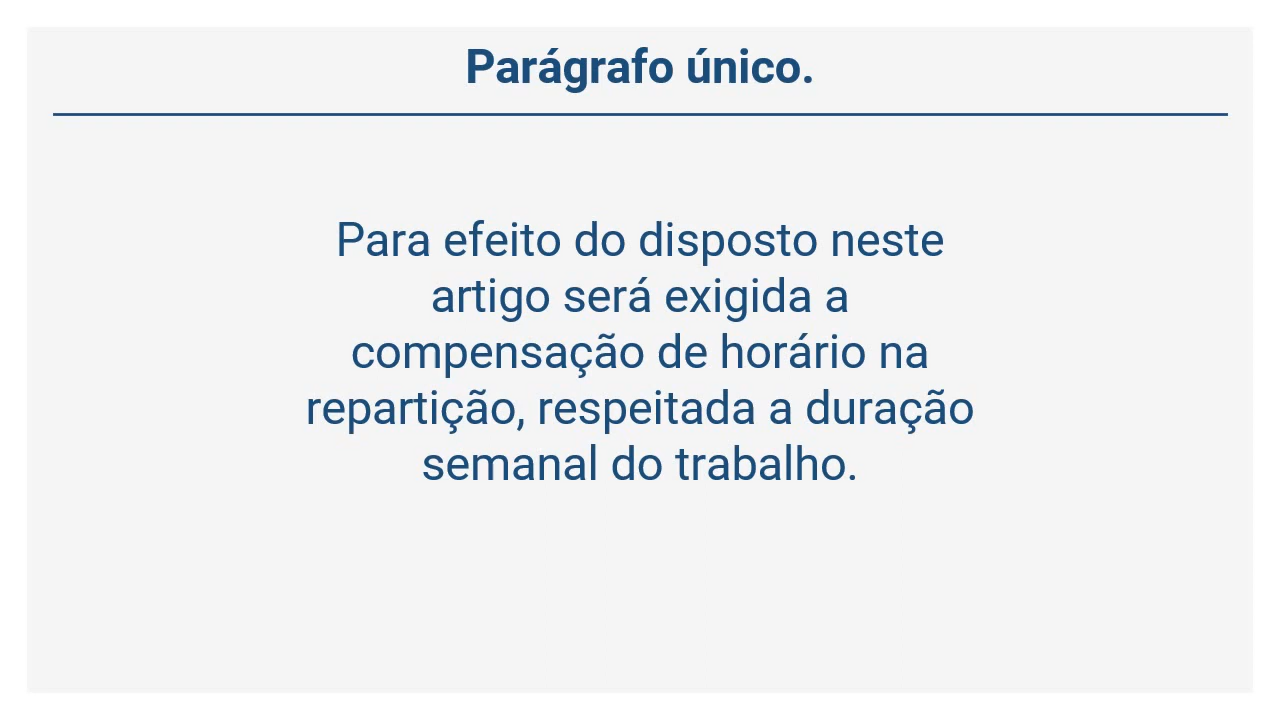 Parágrafo único.
Para efeito do disposto neste
artigo será exigida a
compensação de horário na
repartição, respeitada a duração
semanal do trabalho.